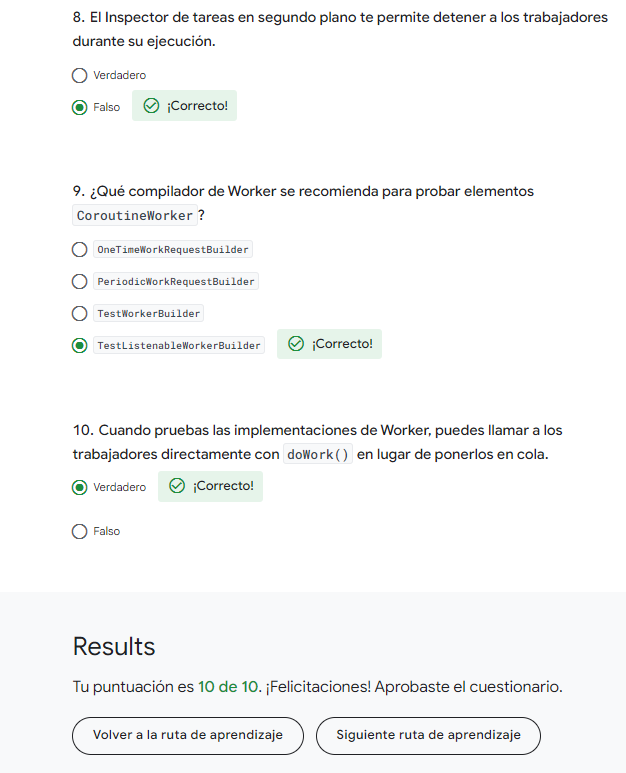 8. El Inspector de tareas en segundo plano te permite detener a los trabajadores
durante su ejecución.
Verdadero
Falso ¡Correcto!
9. ¿Qué compilador de Worker se recomienda para probar elementos
CoroutineWorker?
OneTimeWorkRequestBuilder
PeriodicWorkRequestBuilder
TestWorkerBuilder
TestListenableWorkerBuilder ¡Correcto!
10. Cuando pruebas las implementaciones de Worker, puedes llamar a los
trabajadores directamente con doWork() en lugar de ponerlos en cola.
Verdadero ¡Correcto!
Falso
Results
Tu puntuación es 10 de 10. ¡Felicitaciones! Aprobaste el cuestionario.
Volver a la ruta de aprendizaje Siguiente ruta de aprendizaje